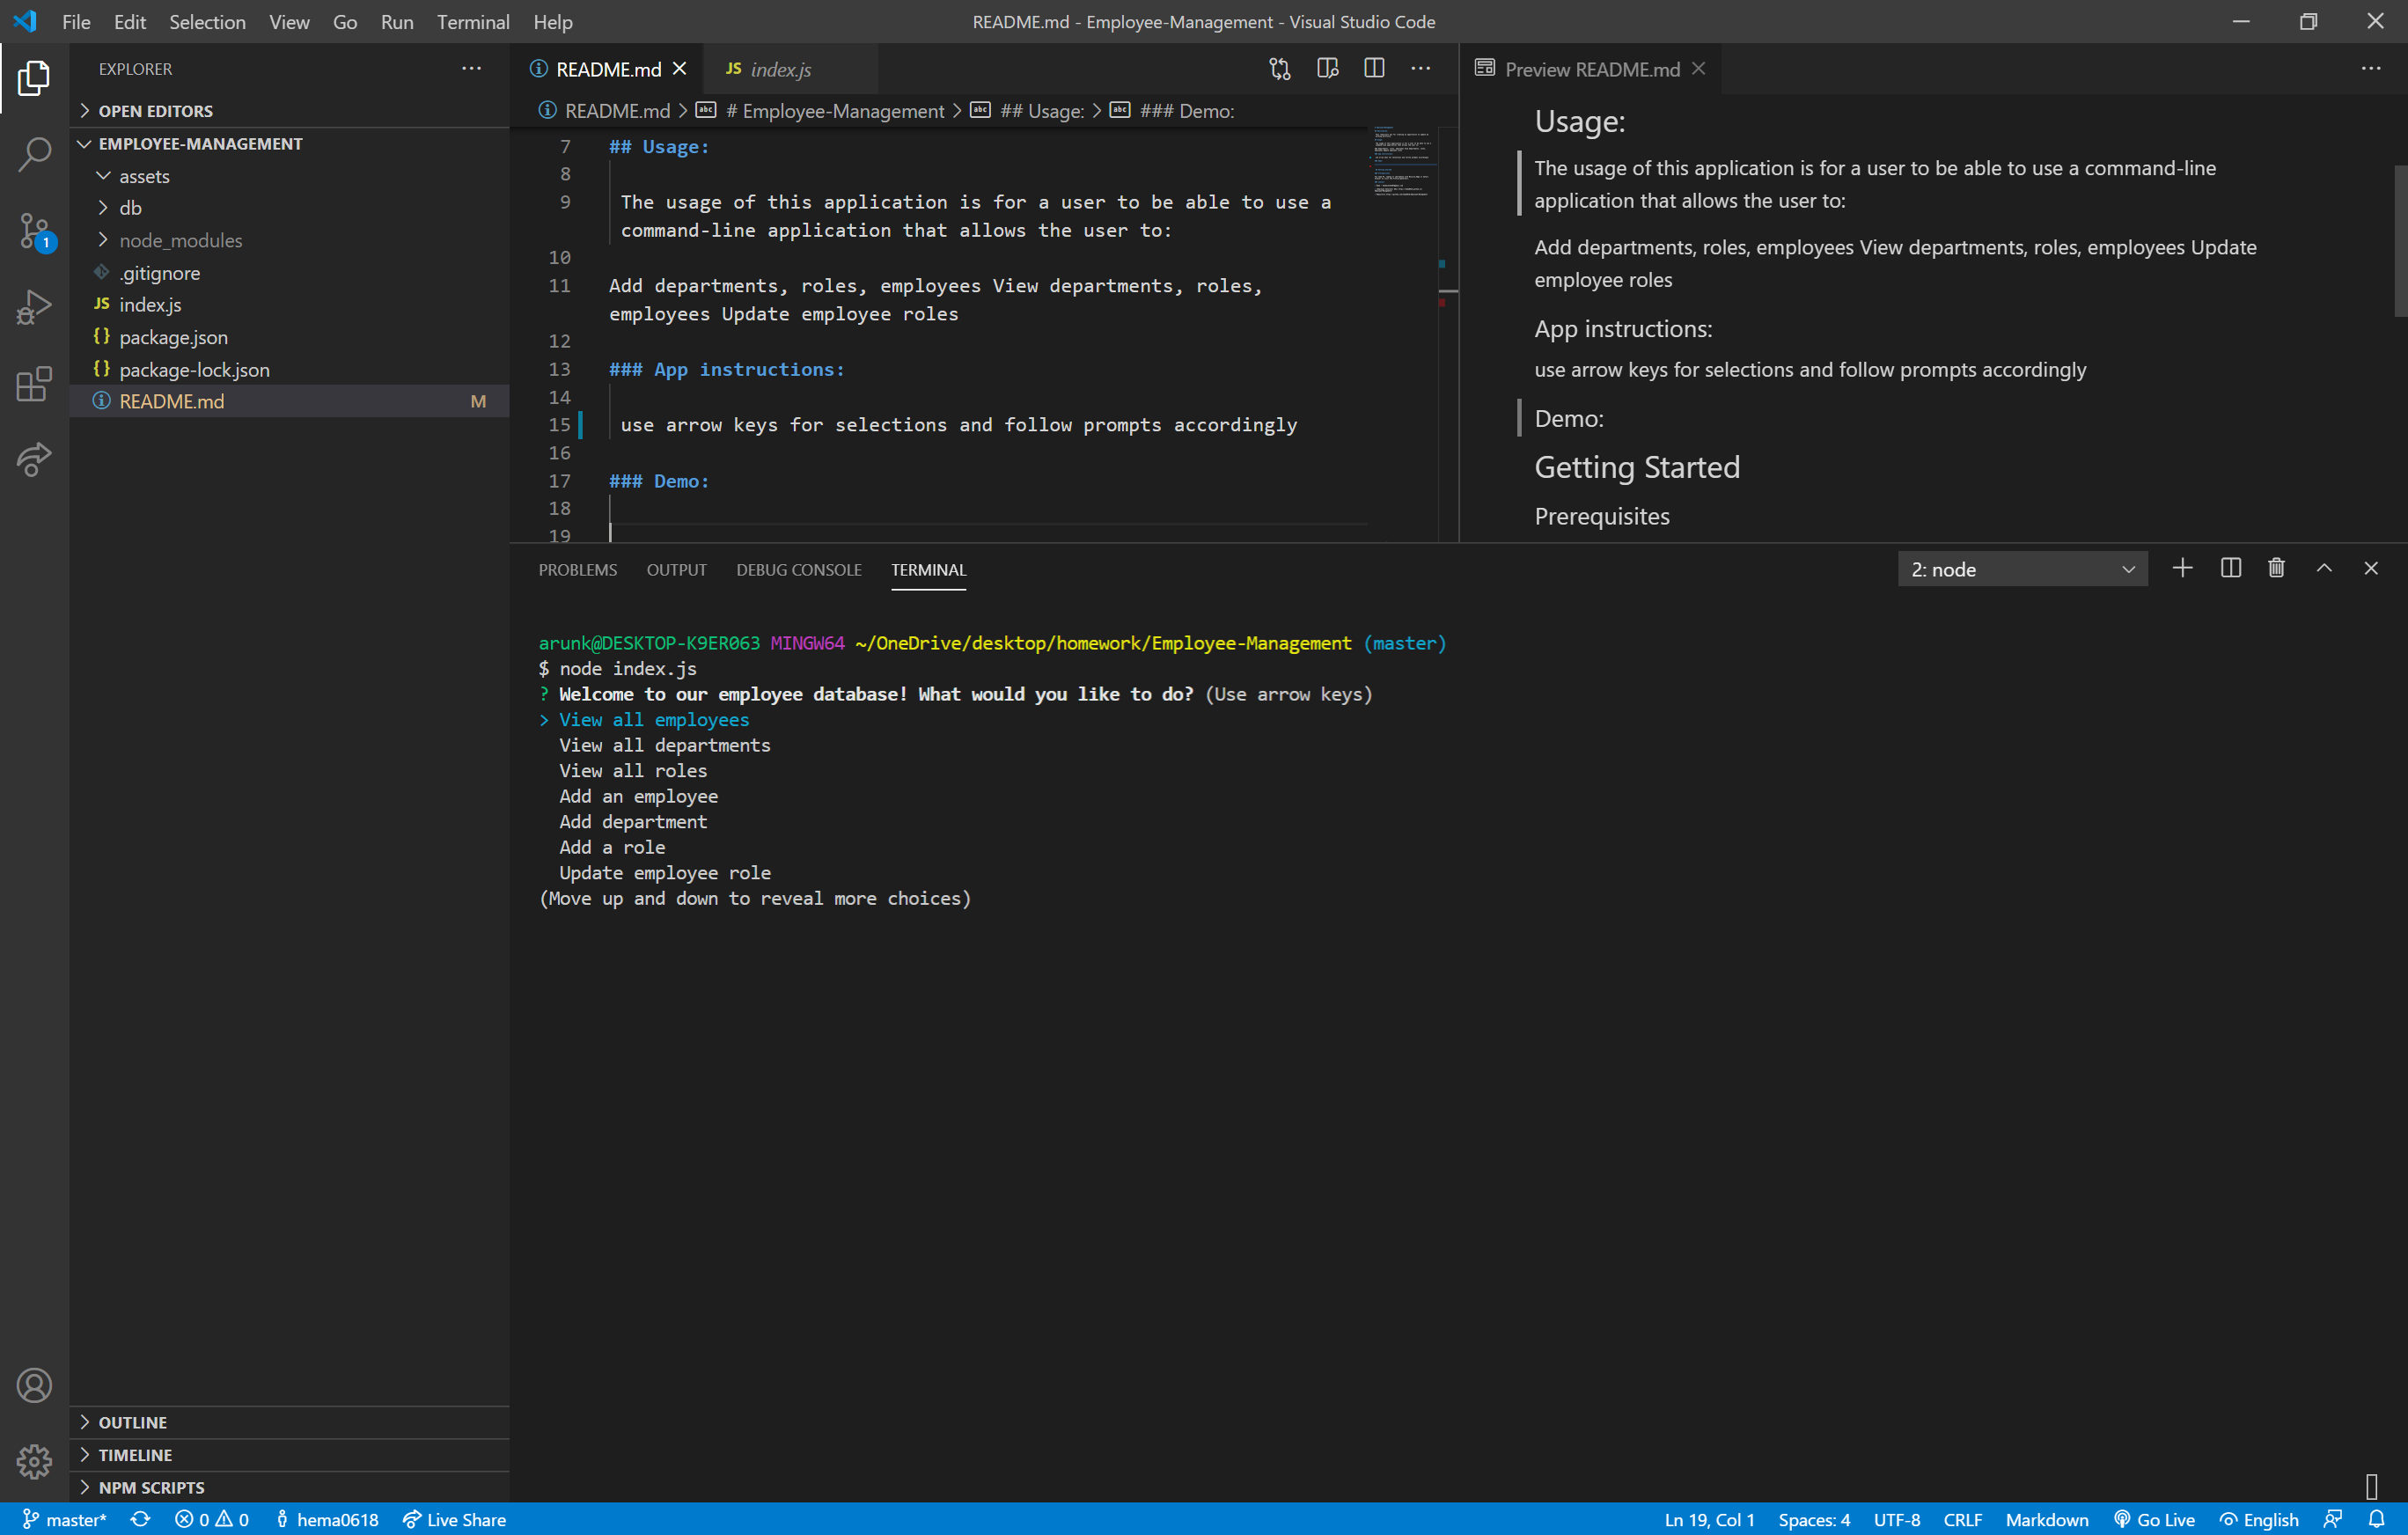 File Edit Selection View Go Run Terminal Help
README.md - Employee-Management - Visual Studio Code
EXPLORER
OPEN EDITORS
EMPLOYEE-MANAGEMENT
assets
db
node_modules
.gitignore
JS index.js
{} package.json
{} package-lock.json
README.md M
1
OUTLINE
TIMELINE
NPM SCRIPTS
README.md
JS index.js
README.md > # Employee-Management > ## Usage: > ### Demo:
7 ## Usage:
8
9 The usage of this application is for a user to be able to use a
command-line application that allows the user to:
10
11 Add departments, roles, employees View departments, roles,
employees Update employee roles
12
13 ### App instructions:
14
15 use arrow keys for selections and follow prompts accordingly
16
17 ### Demo:
18
19
Preview README.md
Usage:
The usage of this application is for a user to be able to use a command-line
application that allows the user to:
Add departments, roles, employees View departments, roles, employees Update
employee roles
App instructions:
use arrow keys for selections and follow prompts accordingly
Demo:
Getting Started
Prerequisites
PROBLEMS OUTPUT DEBUG CONSOLE TERMINAL
2: node
arunk@DESKTOP-K9ER063 MINGW64 ~/OneDrive/desktop/homework/Employee-Management (master)
$ node index.js
? Welcome to our employee database! What would you like to do? (Use arrow keys)
> View all employees
View all departments
View all roles
Add an employee
Add department
Add a role
Update employee role
(Move up and down to reveal more choices)
master* 0 0 hema0618 Live Share
Ln 19, Col 1 Spaces: 4 UTF-8 CRLF Markdown Go Live English